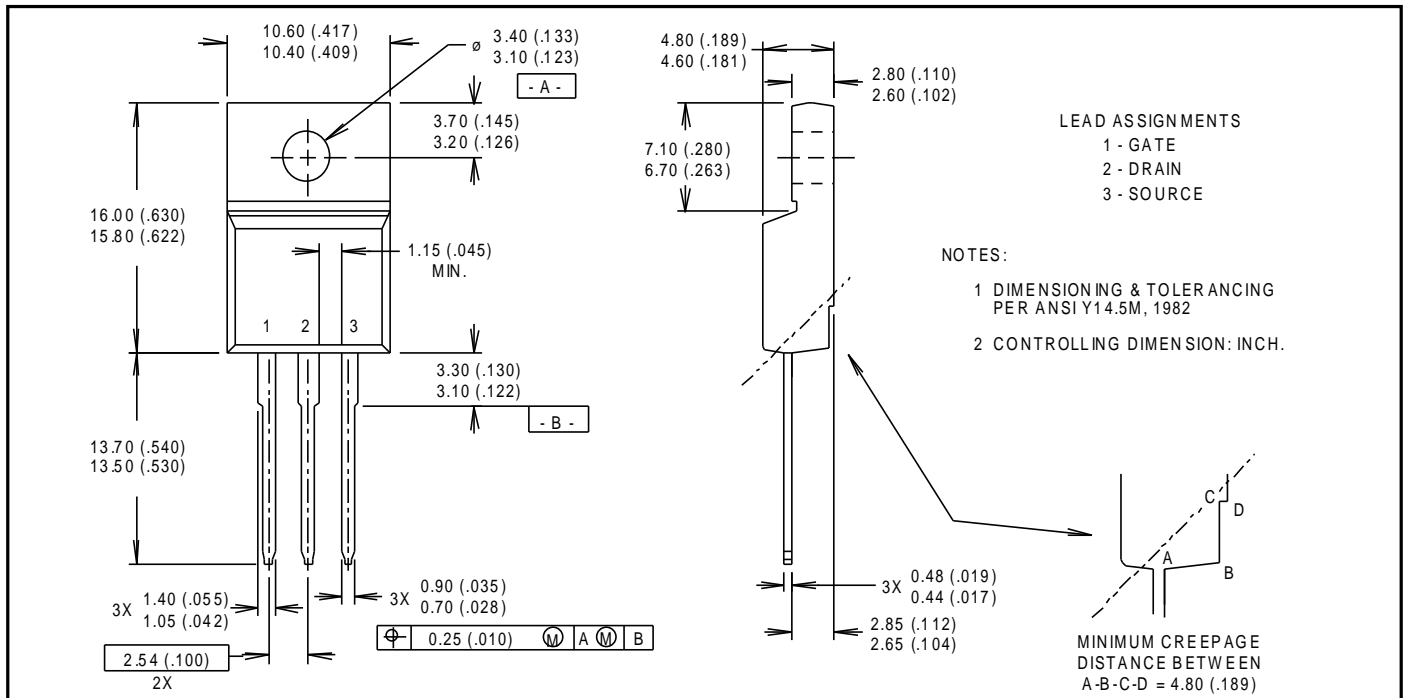 10.60 (.417)
10.40 (.409)
ø 3.40 (.133)
3.10 (.123)
- A -
3.70 (.145)
3.20 (.126)
16.00 (.630)
15.80 (.622)
1.15 (.045)
MIN.
1 2 3
3.30 (.130)
3.10 (.122)
- B -
13.70 (.540)
13.50 (.530)
3X 1.40 (.055)
1.05 (.042)
3X 0.90 (.035)
0.70 (.028)
⌖ 0.25 (.010) Ⓜ A Ⓜ B
2.54 (.100)
2X
4.80 (.189)
4.60 (.181)
2.80 (.110)
2.60 (.102)
7.10 (.280)
6.70 (.263)
3X 0.48 (.019)
0.44 (.017)
2.85 (.112)
2.65 (.104)
LEAD ASSIGNMENTS
1 - GATE
2 - DRAIN
3 - SOURCE
NOTES:
1 DIMENSIONING & TOLERANCING
PER ANSI Y14.5M, 1982
2 CONTROLLING DIMENSION: INCH.
C
D
A
B
MINIMUM CREEPAGE
DISTANCE BETWEEN
A-B-C-D = 4.80 (.189)